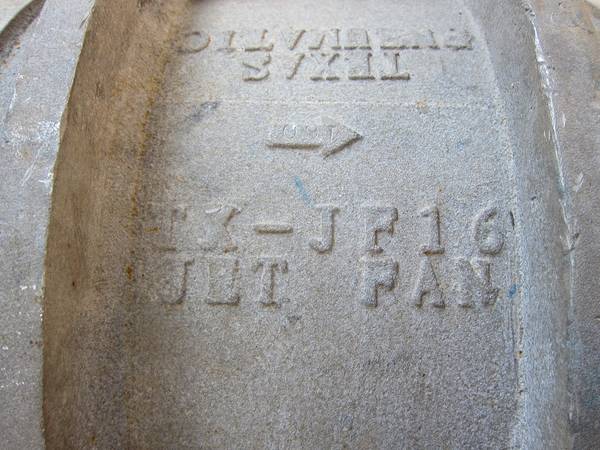 TEXAS
PNEUMATIC
TX-JF16
JET FAN